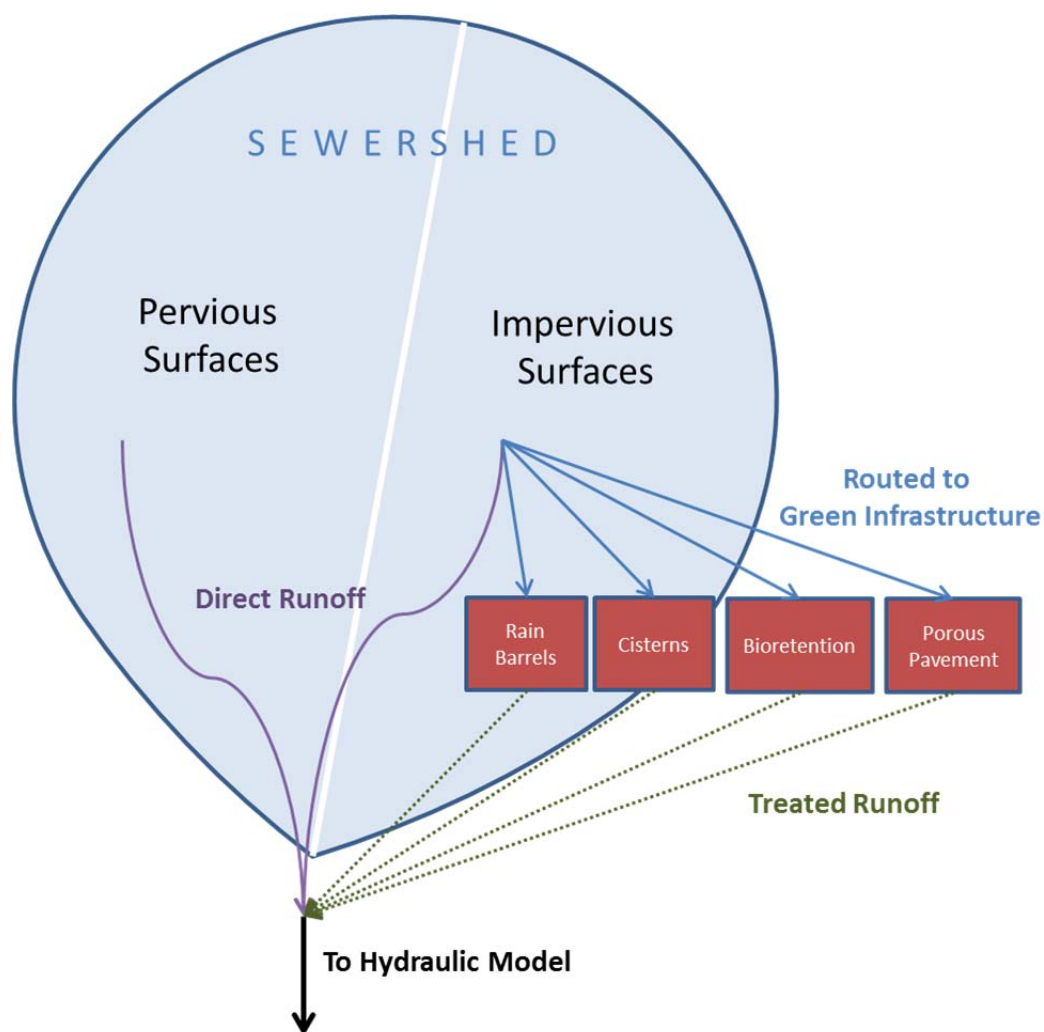 SEWERSHED
Pervious
Surfaces
Impervious
Surfaces
Routed to
Green Infrastructure
Direct Runoff
Rain
Barrels
Cisterns
Bioretention
Porous
Pavement
Treated Runoff
To Hydraulic Model